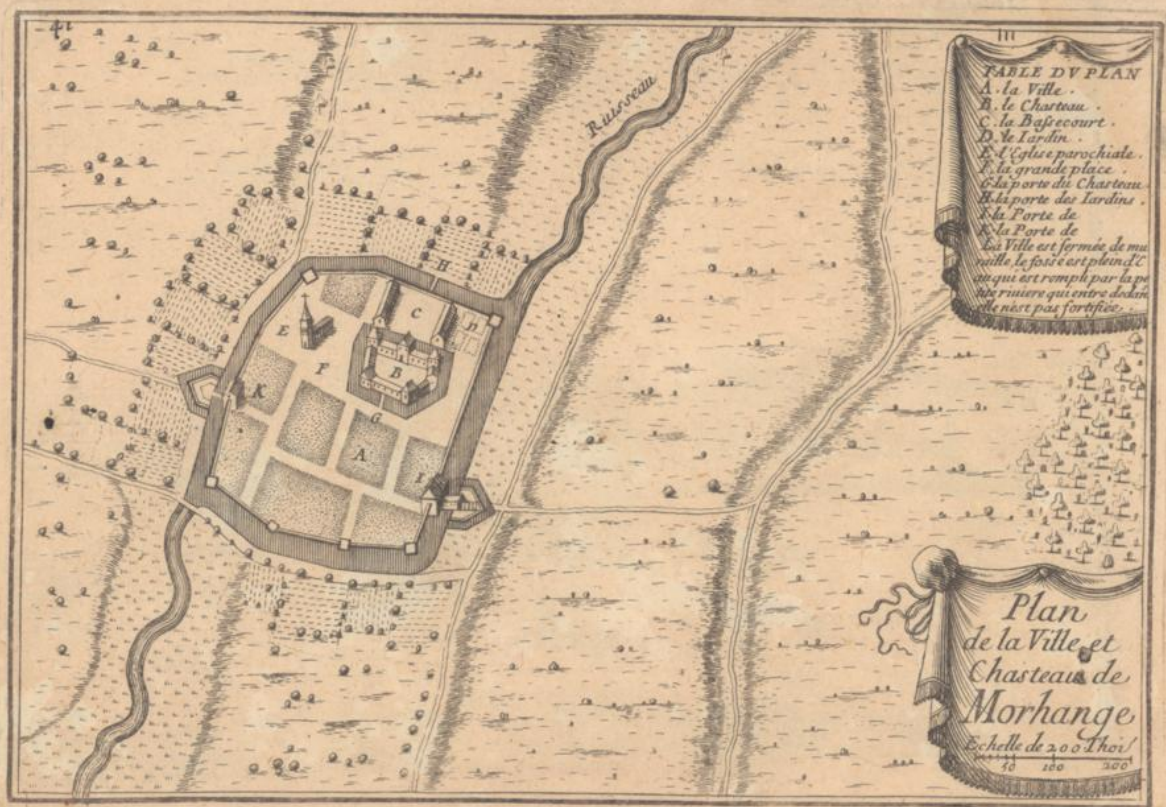 41
III
TABLE DV PLAN
A. la Ville.
B. le Chasteau.
C. la Bassecourt.
D. le Iardin.
E. l'Eglise parochiale.
F. la grande place.
G. la porte du Chasteau
H. la porte des Iardins.
I. la Porte de
K. la Porte de
La Ville est fermée de mu
raille, le fossé est plein d'E
au qui est rempli par la pe
tite riuiere qui entre dedans
elle n'est pas fortifiée.
Ruisseau
H
C
D
E
B
F
K
G
A
I
Plan
de la Ville et
Chasteau de
Morhange
Echelle de 200 Thois
50 100 200